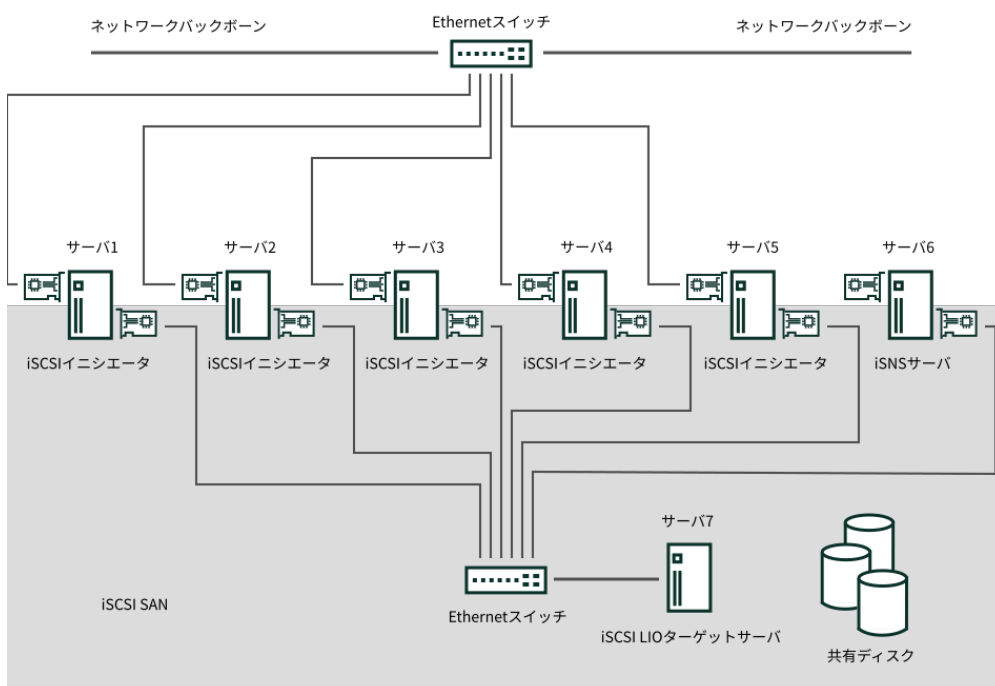 ネットワークバックボーン
Ethernetスイッチ
ネットワークバックボーン
サーバ1
サーバ2
サーバ3
サーバ4
サーバ5
サーバ6
iSCSIイニシエータ
iSCSIイニシエータ
iSCSIイニシエータ
iSCSIイニシエータ
iSCSIイニシエータ
iSNSサーバ
サーバ7
iSCSI SAN
Ethernetスイッチ
iSCSI LIOターゲットサーバ
共有ディスク